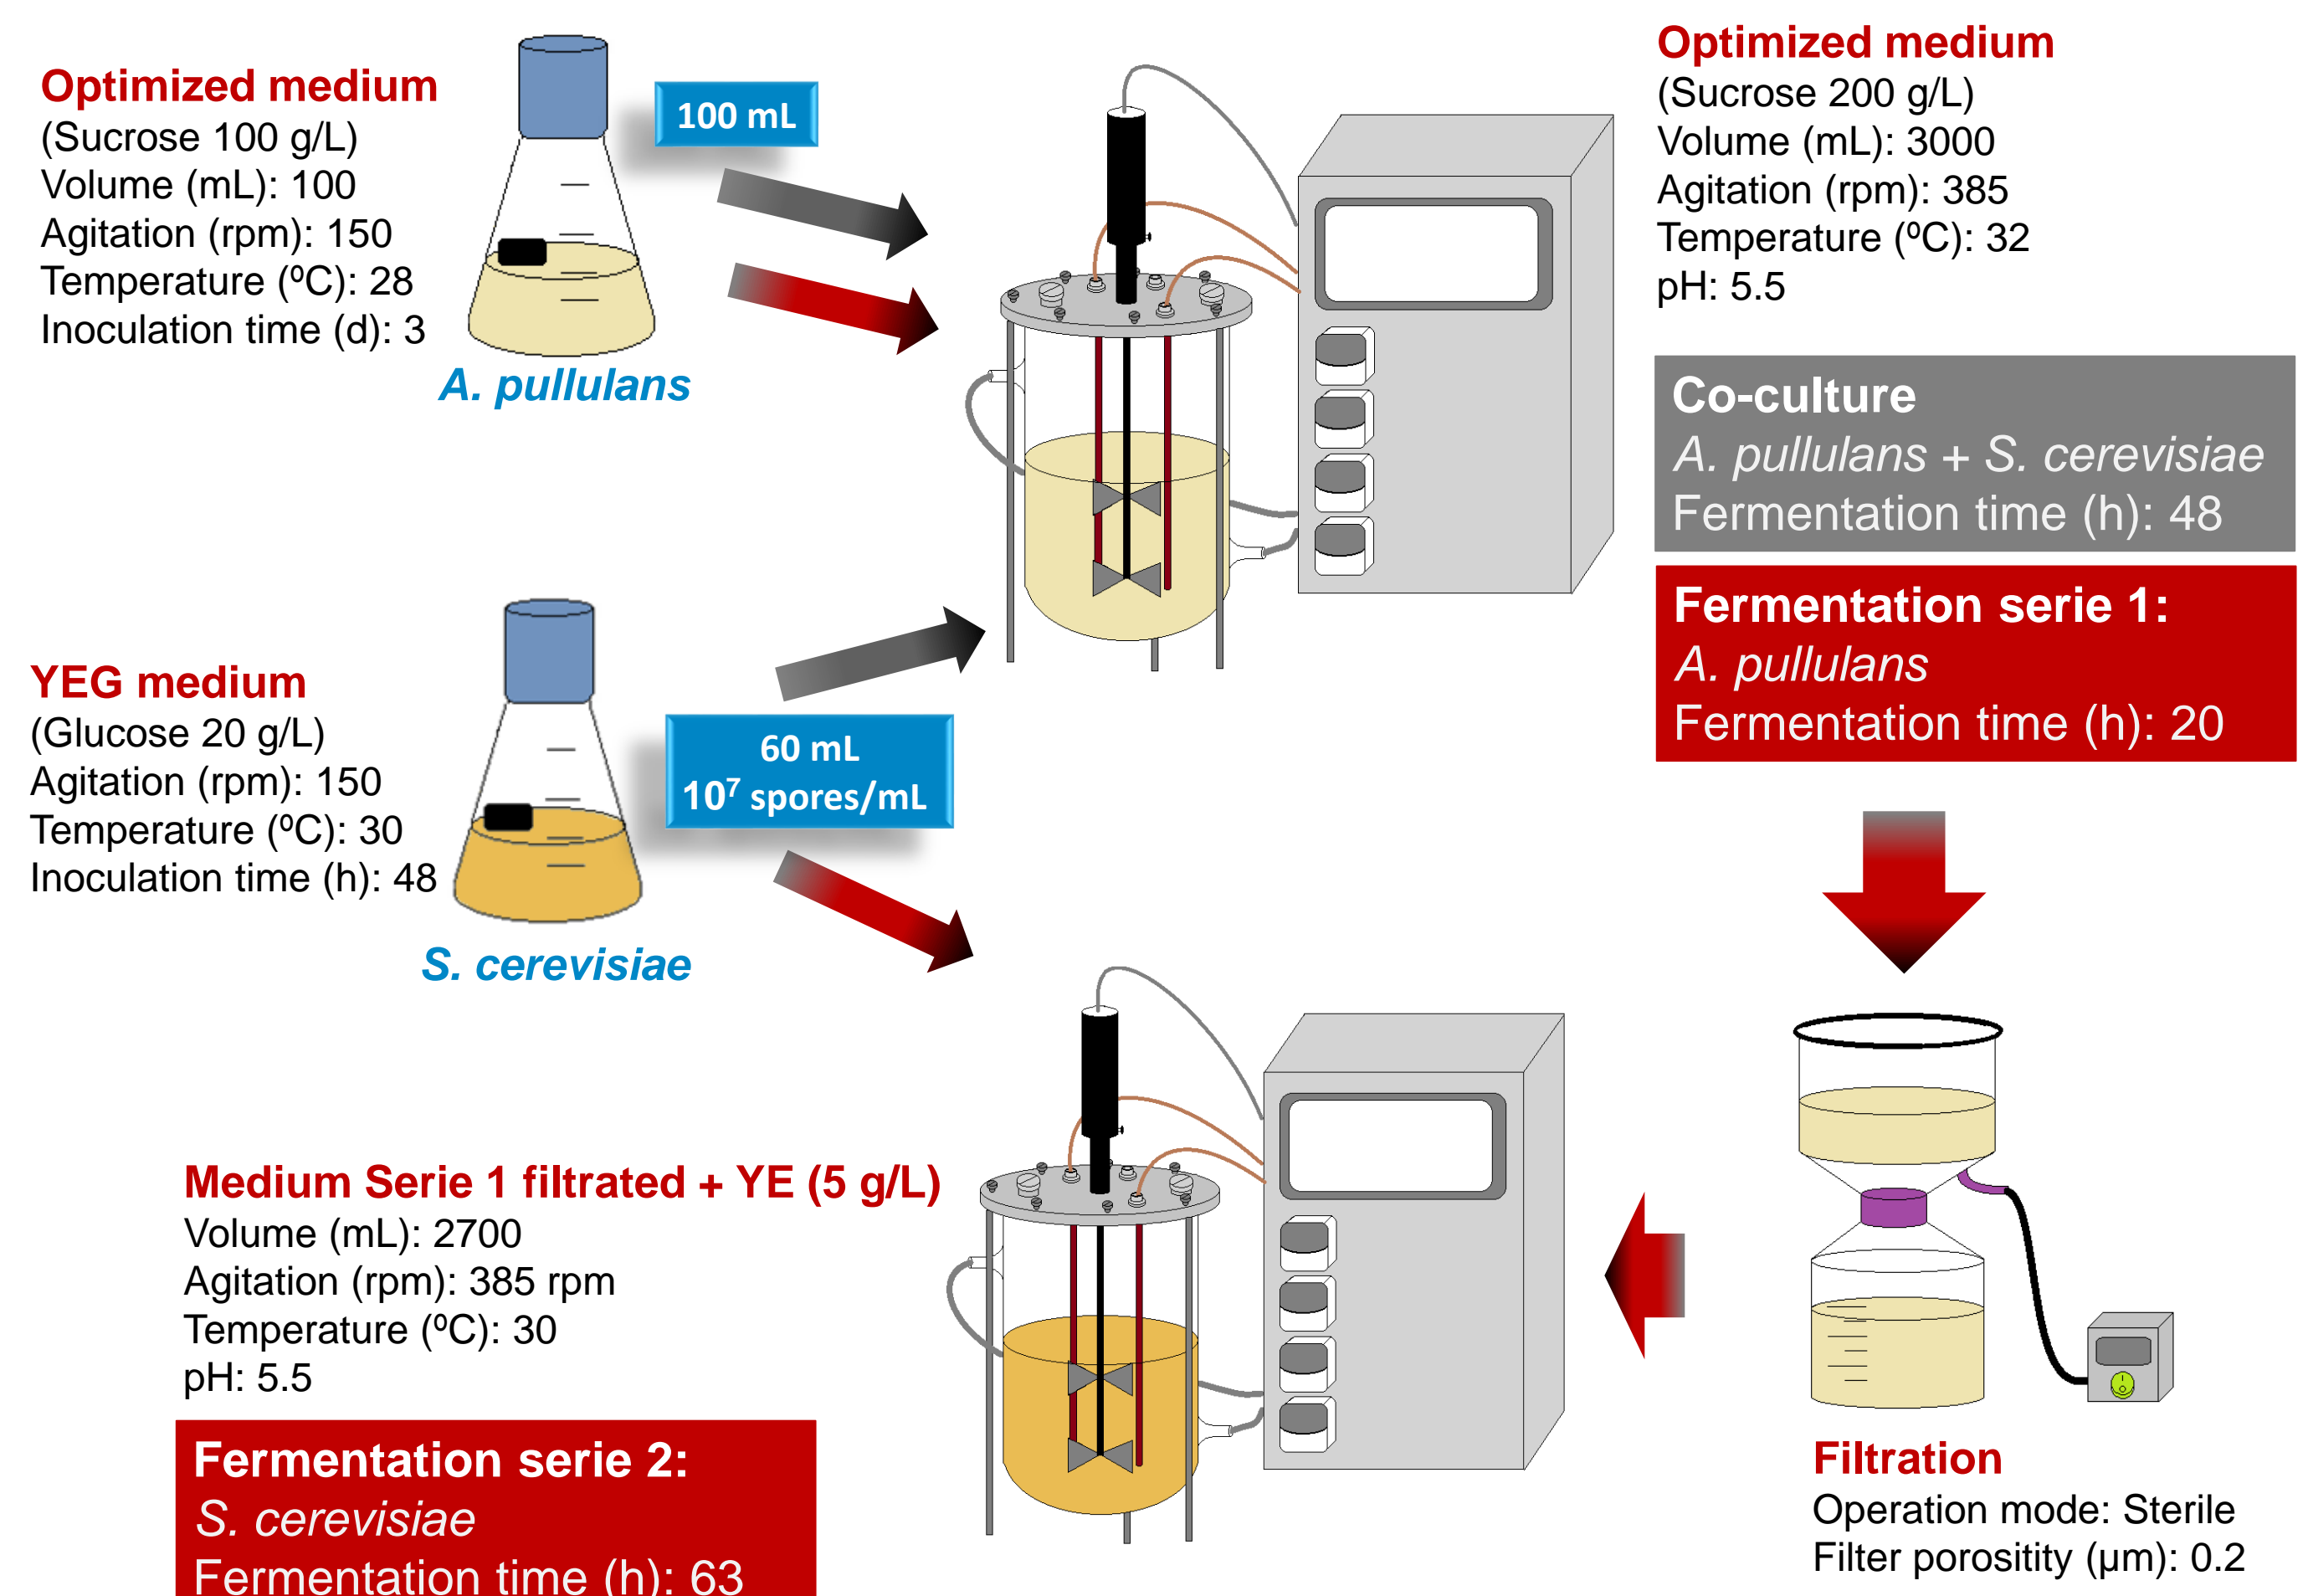 Optimized medium
(Sucrose 100 g/L)
Volume (mL): 100
Agitation (rpm): 150
Temperature (ºC): 28
Inoculation time (d): 3
A. pullulans
100 mL
Optimized medium
(Sucrose 200 g/L)
Volume (mL): 3000
Agitation (rpm): 385
Temperature (ºC): 32
pH: 5.5
Co-culture
A. pullulans + S. cerevisiae
Fermentation time (h): 48
Fermentation serie 1:
A. pullulans
Fermentation time (h): 20
YEG medium
(Glucose 20 g/L)
Agitation (rpm): 150
Temperature (ºC): 30
Inoculation time (h): 48
S. cerevisiae
60 mL
10⁷ spores/mL
Medium Serie 1 filtrated + YE (5 g/L)
Volume (mL): 2700
Agitation (rpm): 385 rpm
Temperature (ºC): 30
pH: 5.5
Fermentation serie 2:
S. cerevisiae
Fermentation time (h): 63
Filtration
Operation mode: Sterile
Filter porositity (µm): 0.2